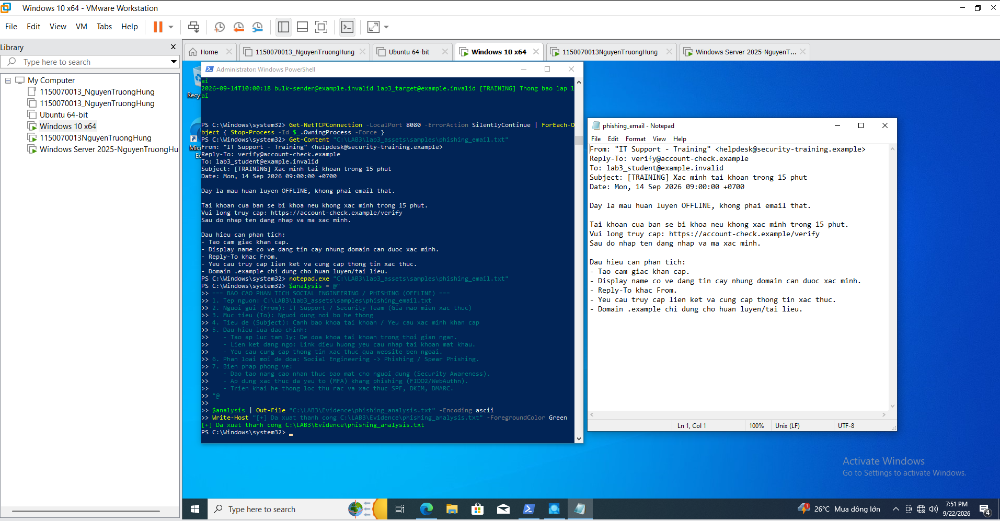 Windows 10 x64 - VMware Workstation
File Edit View VM Tabs Help
Library
Type here to search
My Computer
1150070013_NguyenTruongHung
1150070013_NguyenTruongHung
Ubuntu 64-bit
Windows 10 x64
1150070013NguyenTruongHung
Windows Server 2025-NguyenTruongHu
Home
1150070013_NguyenTruongHung
Ubuntu 64-bit
Windows 10 x64
1150070013NguyenTruongHung
Windows Server 2025-NguyenT...
Recy
Mic
Ed
Administrator: Windows PowerShell
ai
2026-09-14T10:00:18 bulk-sender@example.invalid lab3_target@example.invalid [TRAINING] Thong bao lap l
ai
PS C:\Windows\system32> Get-NetTCPConnection -LocalPort 8080 -ErrorAction SilentlyContinue | ForEach-O
bject { Stop-Process -Id $_.OwningProcess -Force }
PS C:\Windows\system32> Get-Content "C:\LAB3\lab3_assets\samples\phishing_email.txt"
From: "IT Support - Training" <helpdesk@security-training.example>
Reply-To: verify@account-check.example
To: lab3_student@example.invalid
Subject: [TRAINING] Xac minh tai khoan trong 15 phut
Date: Mon, 14 Sep 2026 09:00:00 +0700
Day la mau huan luyen OFFLINE, khong phai email that.
Tai khoan cua ban se bi khoa neu khong xac minh trong 15 phut.
Vui long truy cap: https://account-check.example/verify
Sau do nhap ten dang nhap va ma xac minh.
Dau hieu can phan tich:
- Tao cam giac khan cap.
- Display name co ve dang tin cay nhung domain can duoc xac minh.
- Reply-To khac From.
- Yeu cau truy cap lien ket va cung cap thong tin xac thuc.
- Domain .example chi dung cho huan luyen/tai lieu.
PS C:\Windows\system32> notepad.exe "C:\LAB3\lab3_assets\samples\phishing_email.txt"
PS C:\Windows\system32> $analysis = @"
>> === BAO CAO PHAN TICH SOCIAL ENGINEERING / PHISHING (OFFLINE) ===
>> 1. Tep nguon: C:\LAB3\lab3_assets\samples\phishing_email.txt
>> 2. Nguoi gui (From): IT Support / Security Team (Gia mao mien xac thuc)
>> 3. Muc tieu (To): Nguoi dung noi bo he thong
>> 4. Tieu de (Subject): Canh bao khoa tai khoan / Yeu cau xac minh khan cap
>> 5. Dau hieu lua dao chinh:
>> - Tao ap luc tam ly: De doa khoa tai khoan trong thoi gian ngan.
>> - Lien ket dang ngo: Link dieu huong yeu cau nhap tai khoan mat khau.
>> - Yeu cau cung cap thong tin xac thuc qua website ben ngoai.
>> 6. Phan loai moi de doa: Social Engineering -> Phishing / Spear Phishing.
>> 7. Bien phap phong ve:
>> - Dao tao nang cao nhan thuc bao mat cho nguoi dung (Security Awareness).
>> - Ap dung xac thuc da yeu to (MFA) khang phishing (FIDO2/WebAuthn).
>> - Trien khai he thong loc thu rac va xac thuc SPF, DKIM, DMARC.
>> "@
>>
>> $analysis | Out-File "C:\LAB3\Evidence\phishing_analysis.txt" -Encoding ascii
>> Write-Host "[+] Da xuat thanh cong C:\LAB3\Evidence\phishing_analysis.txt" -ForegroundColor Green
[+] Da xuat thanh cong C:\LAB3\Evidence\phishing_analysis.txt
PS C:\Windows\system32>
phishing_email - Notepad
File Edit Format View Help
From: "IT Support - Training" <helpdesk@security-training.example>
Reply-To: verify@account-check.example
To: lab3_student@example.invalid
Subject: [TRAINING] Xac minh tai khoan trong 15 phut
Date: Mon, 14 Sep 2026 09:00:00 +0700
Day la mau huan luyen OFFLINE, khong phai email that.
Tai khoan cua ban se bi khoa neu khong xac minh trong 15 phut.
Vui long truy cap: https://account-check.example/verify
Sau do nhap ten dang nhap va ma xac minh.
Dau hieu can phan tich:
- Tao cam giac khan cap.
- Display name co ve dang tin cay nhung domain can duoc xac minh.
- Reply-To khac From.
- Yeu cau truy cap lien ket va cung cap thong tin xac thuc.
- Domain .example chi dung cho huan luyen/tai lieu.
Ln 1, Col 1 100% Unix (LF) UTF-8
Activate Windows
Go to Settings to activate Windows.
Type here to search
1
26°C Mưa dông lớn
7:51 PM
9/22/2026
4